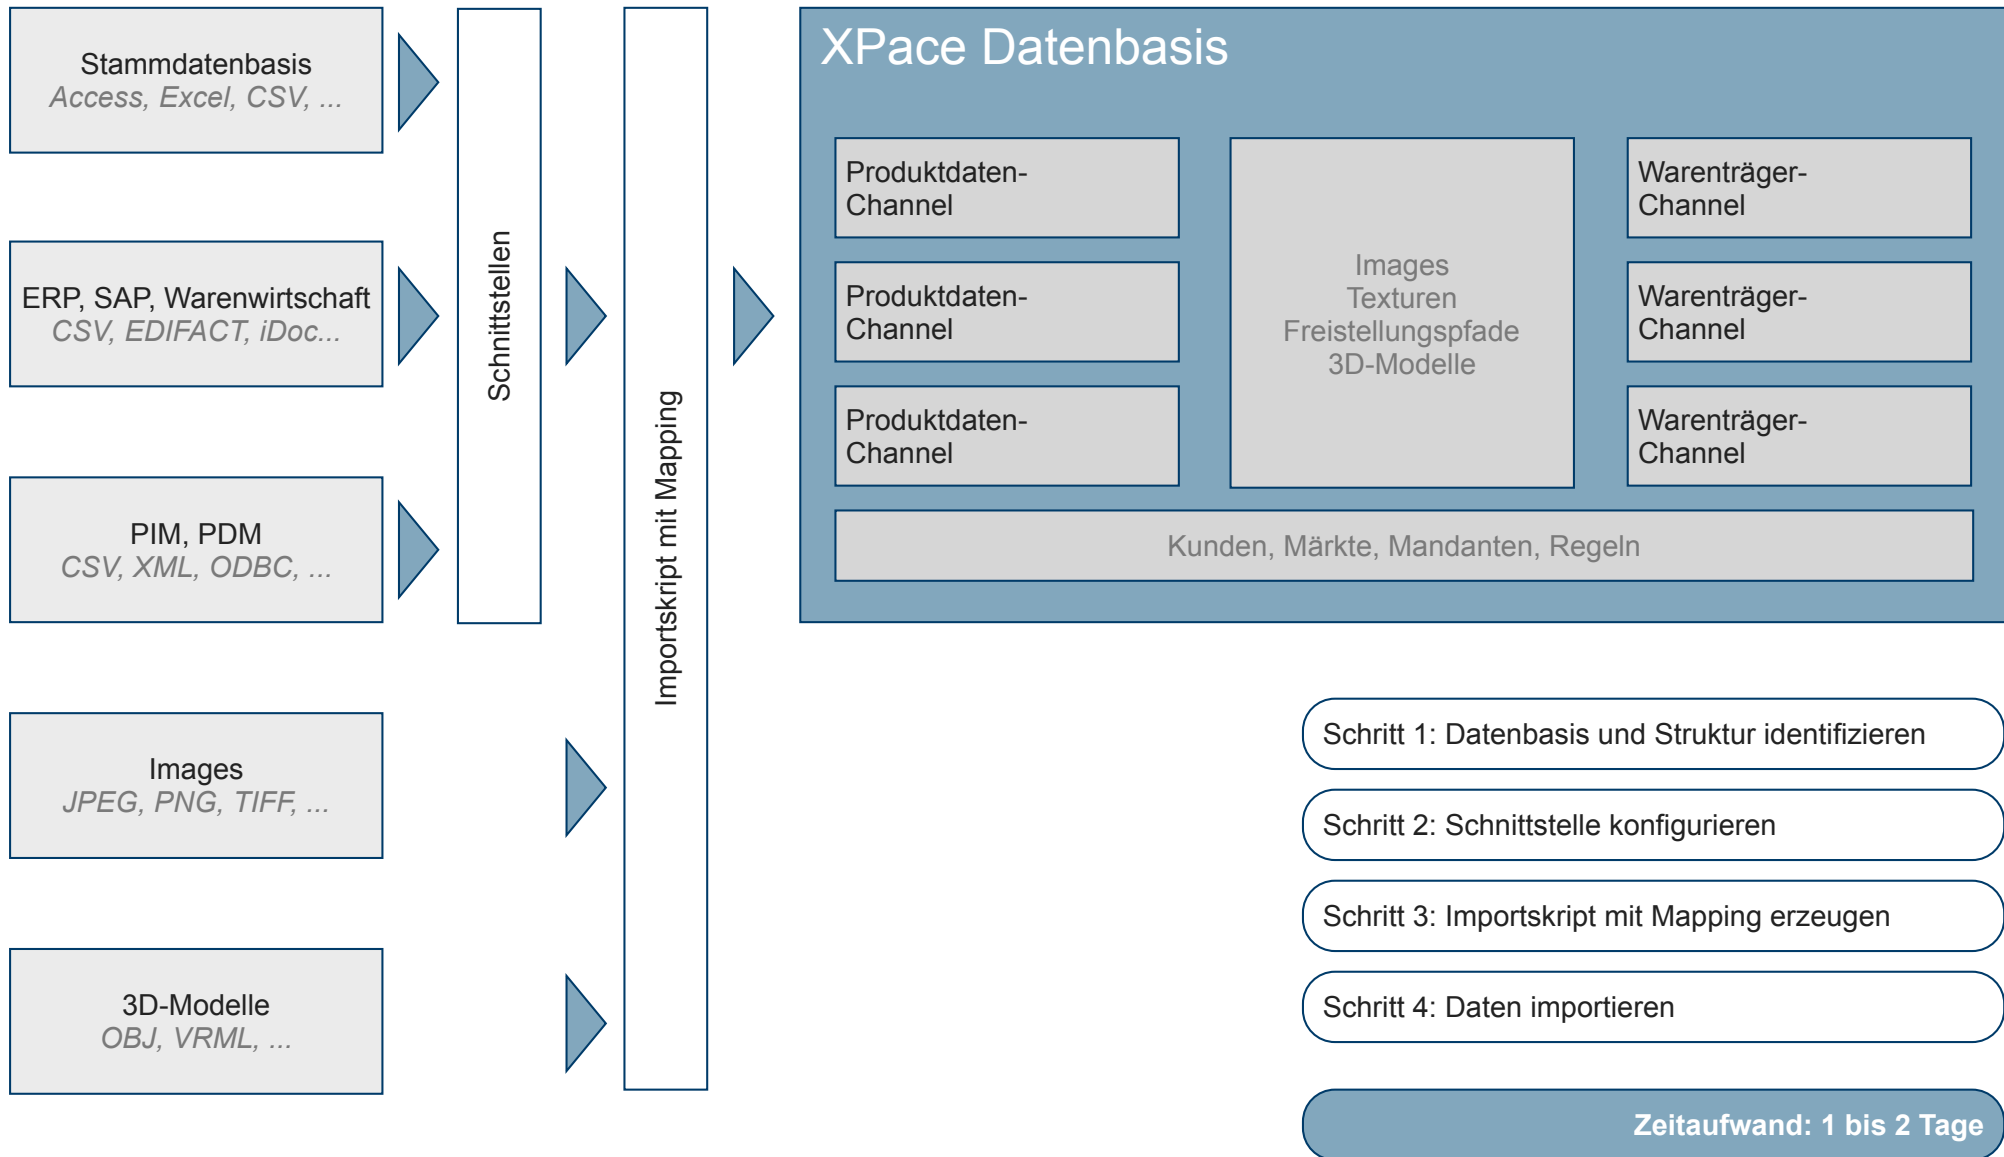 Stammdatenbasis
Access, Excel, CSV, ...
ERP, SAP, Warenwirtschaft
CSV, EDIFACT, iDoc...
PIM, PDM
CSV, XML, ODBC, ...
Images
JPEG, PNG, TIFF, ...
3D-Modelle
OBJ, VRML, ...
Schnittstellen
Importskript mit Mapping
XPace Datenbasis
Produktdaten-
Channel
Produktdaten-
Channel
Produktdaten-
Channel
Images
Texturen
Freistellungspfade
3D-Modelle
Warenträger-
Channel
Warenträger-
Channel
Warenträger-
Channel
Kunden, Märkte, Mandanten, Regeln
Schritt 1: Datenbasis und Struktur identifizieren
Schritt 2: Schnittstelle konfigurieren
Schritt 3: Importskript mit Mapping erzeugen
Schritt 4: Daten importieren
Zeitaufwand: 1 bis 2 Tage